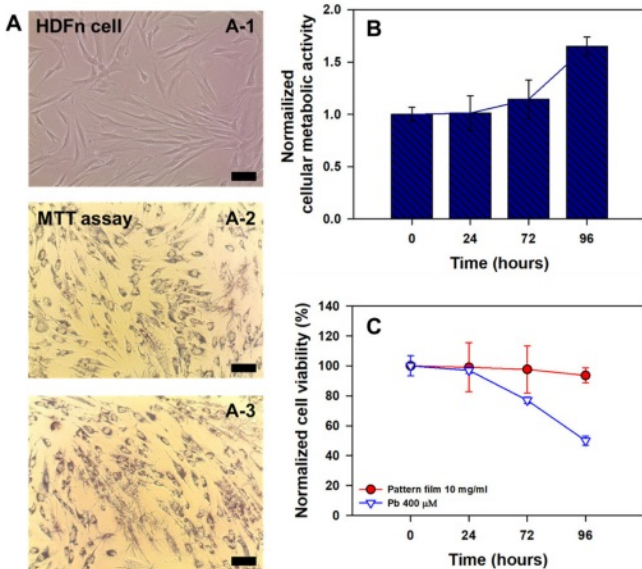 A
HDFn cell
A-1
MTT assay
A-2
A-3
B
Normailized
cellular metabolic activity
2.0
1.5
1.0
0.5
0.0
0
24
72
96
Time (hours)
C
Normalized cell viability (%)
140
120
100
80
60
40
20
0
Pattern film 10 mg/ml
Pb 400 μM
0
24
72
96
Time (hours)